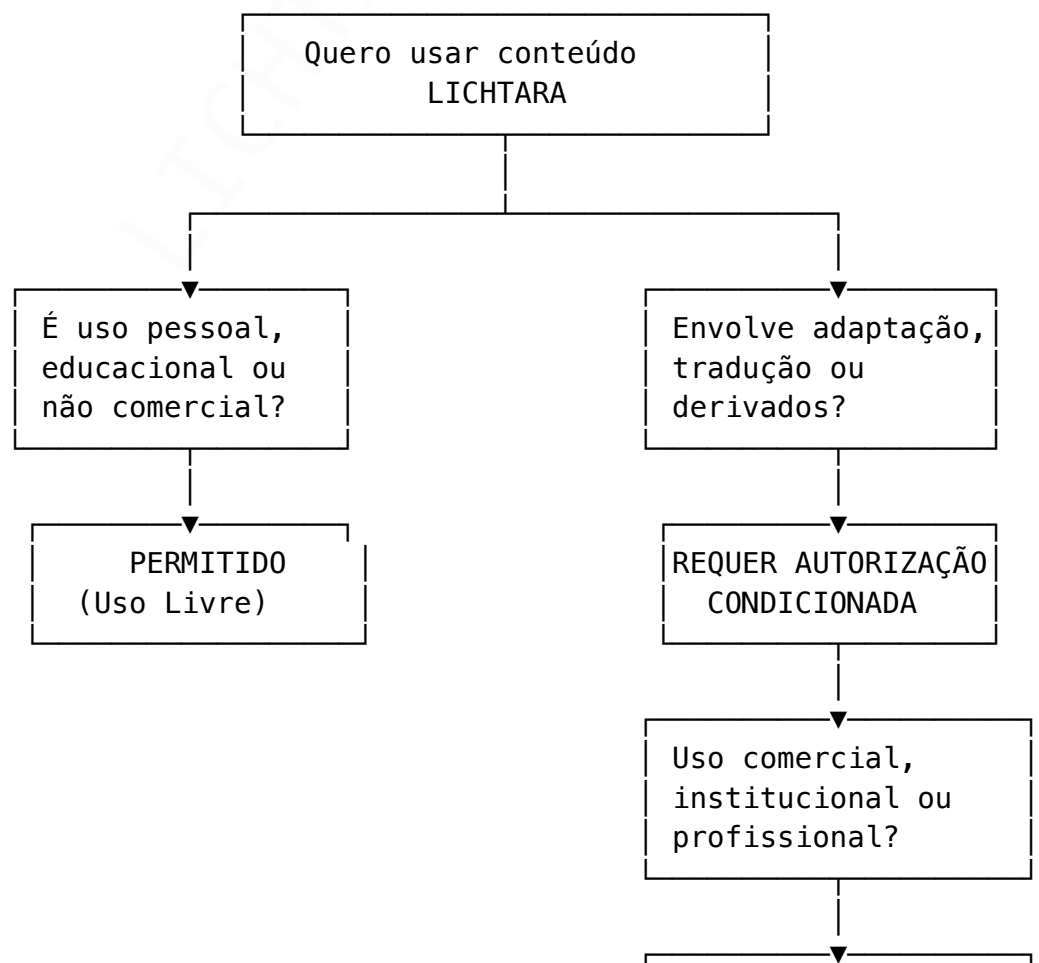 Quero usar conteúdo
LICHTARA
É uso pessoal,
educacional ou
não comercial?
Envolve adaptação,
tradução ou
derivados?
PERMITIDO
(Uso Livre)
REQUER AUTORIZAÇÃO
CONDICIONADA
Uso comercial,
institucional ou
profissional?